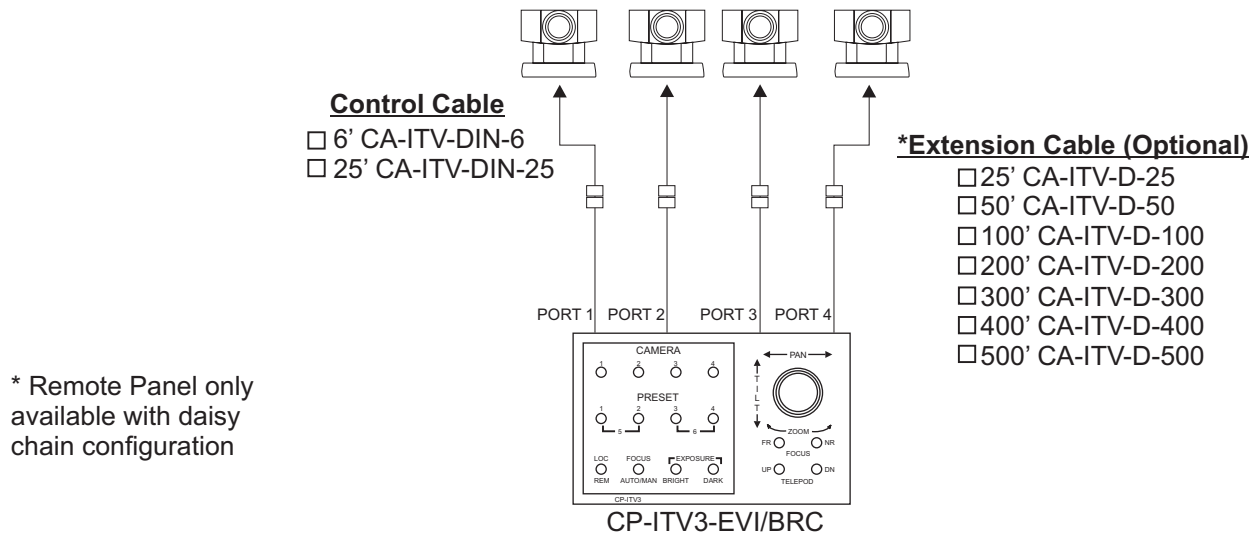 Control Cable
☐ 6’ CA-ITV-DIN-6
☐ 25’ CA-ITV-DIN-25
*Extension Cable (Optional)
☐ 25’ CA-ITV-D-25
☐ 50’ CA-ITV-D-50
☐ 100’ CA-ITV-D-100
☐ 200’ CA-ITV-D-200
☐ 300’ CA-ITV-D-300
☐ 400’ CA-ITV-D-400
☐ 500’ CA-ITV-D-500
* Remote Panel only
available with daisy
chain configuration
PORT 1 PORT 2 PORT 3 PORT 4
CAMERA
1 2 3 4
PRESET
1 2 3 4
5 6
LOC FOCUS EXPOSURE
REM AUTO/MAN BRIGHT DARK
CP-ITV3
PAN
TILT
ZOOM
FR NR
FOCUS
UP DN
TELEPOD
CP-ITV3-EVI/BRC